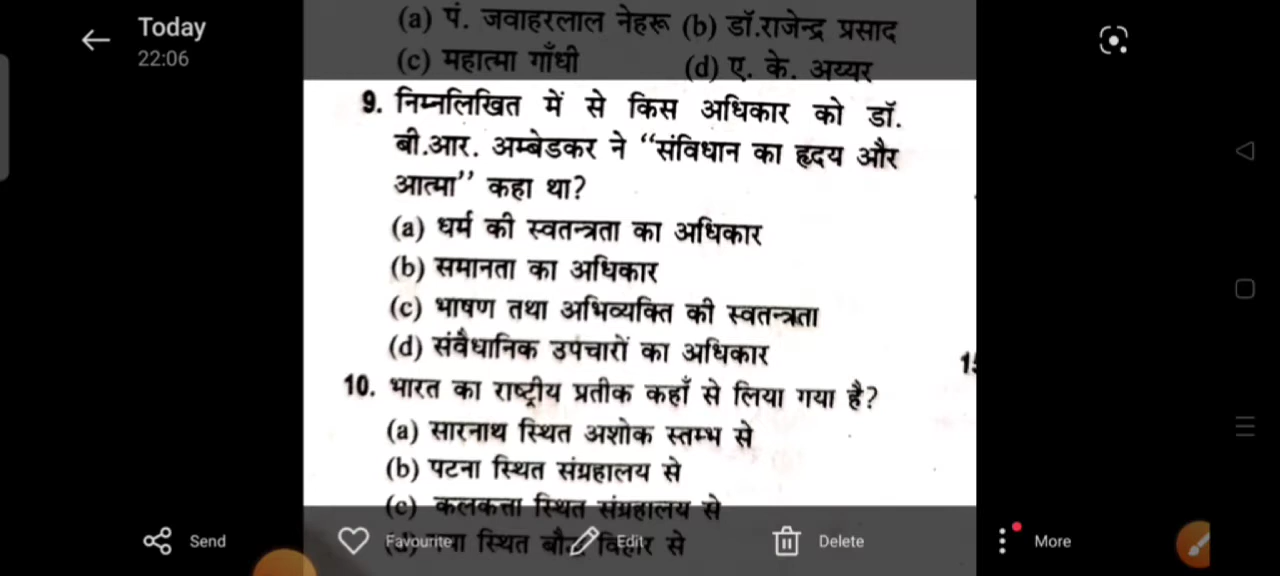 Today
22:06
(a) पं. जवाहरलाल नेहरू (b) डॉ.राजेन्द्र प्रसाद
(c) महात्मा गाँधी (d) ए. के. अय्यर
9. निम्नलिखित में से किस अधिकार को डॉ.
बी.आर. अम्बेडकर ने “संविधान का हृदय और
आत्मा’’ कहा था?
(a) धर्म की स्वतन्त्रता का अधिकार
(b) समानता का अधिकार
(c) भाषण तथा अभिव्यक्ति की स्वतन्त्रता
(d) संवैधानिक उपचारों का अधिकार
10. भारत का राष्ट्रीय प्रतीक कहाँ से लिया गया है?
(a) सारनाथ स्थित अशोक स्तम्भ से
(b) पटना स्थित संग्रहालय से
(c) कलकत्ता स्थित संग्रहालय से
स्थित विहार से
Send Favourite Edit Delete More